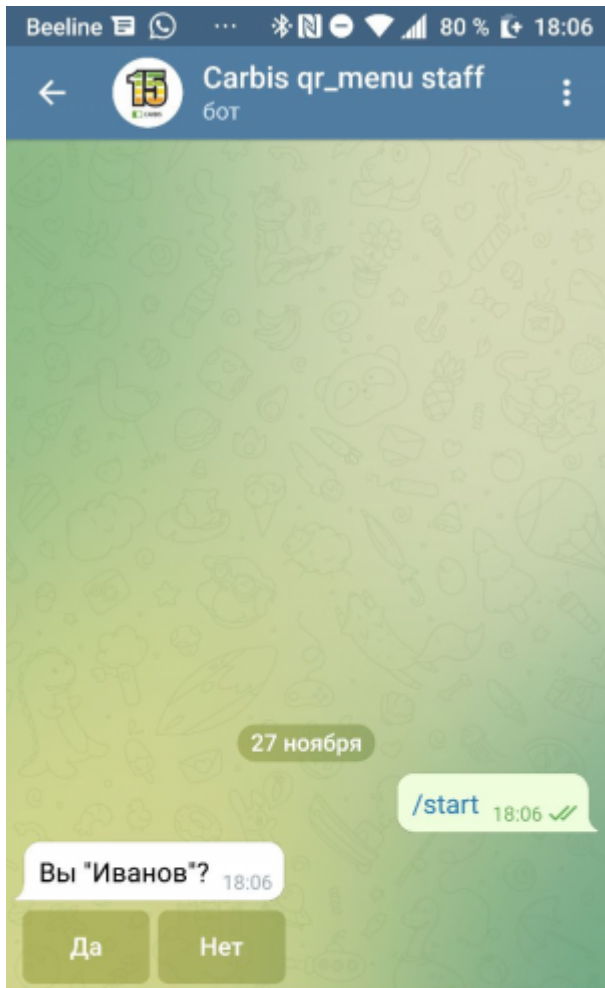 Beeline ... 80 % 18:06
15 Carbis qr_menu staff
бот
27 ноября
/start 18:06
Вы "Иванов"? 18:06
Да Нет